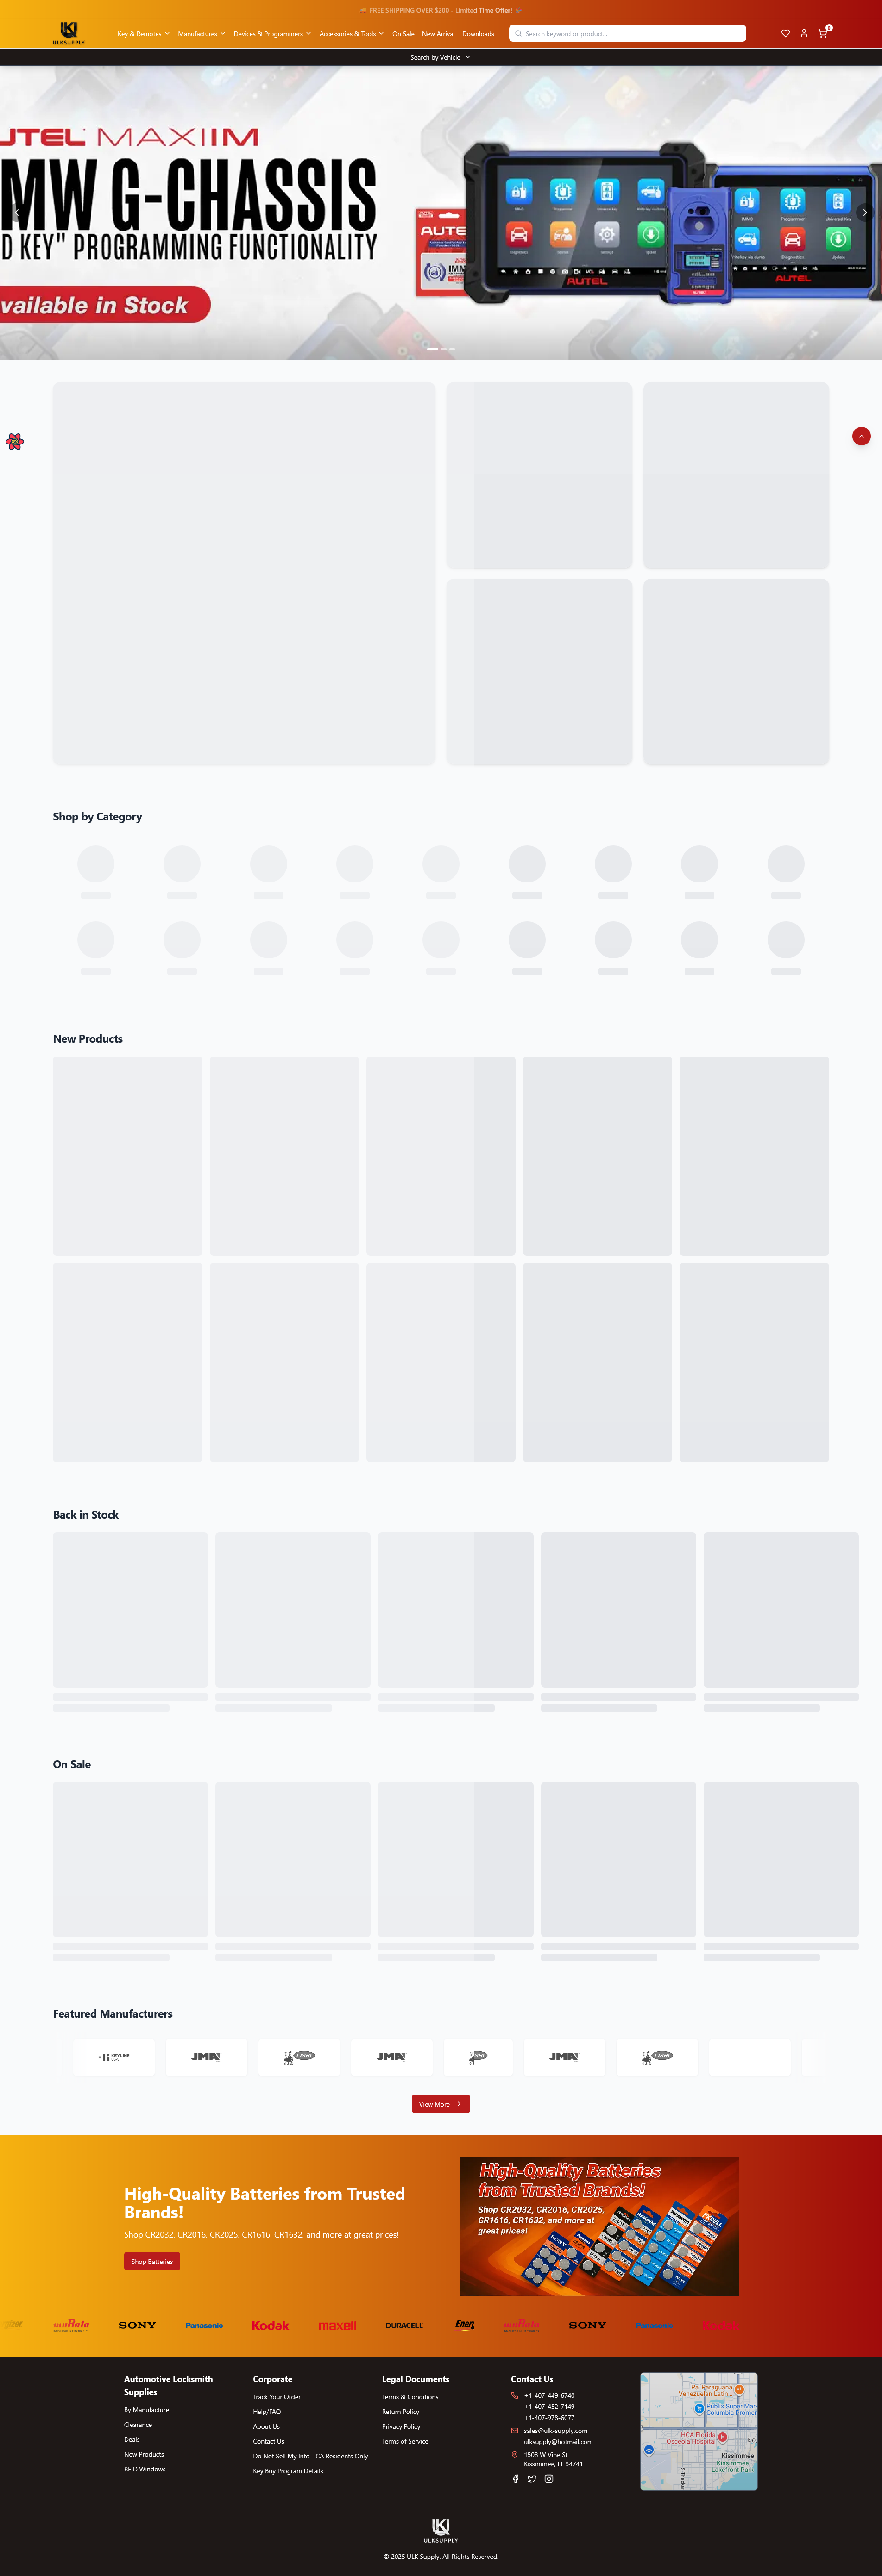 FREE SHIPPING OVER $200 - Limited Time Offer!
ULKSUPPLY
Key & Remotes
Manufactures
Devices & Programmers
Accessories & Tools
On Sale
New Arrival
Downloads
Search keyword or product...
0
Search by Vehicle
UTEL MAXIIM
MW G-CHASSIS
D KEY" PROGRAMMING FUNCTIONALITY
vailable in Stock
AUTEL
AUTEL
AUTEL
Shop by Category
New Products
Back in Stock
On Sale
Featured Manufacturers
KEYLINE USA
JMA
LISHI
JMA
ISHI
JMA
LISHI
View More
High-Quality Batteries from Trusted
Brands!
Shop CR2032, CR2016, CR2025, CR1616, CR1632, and more at great prices!
Shop Batteries
High-Quality Batteries
from Trusted Brands!
Shop CR2032, CR2016, CR2025,
CR1616, CR1632, and more at
great prices!
muRata
SONY
Panasonic
Kodak
maxell
DURACELL
Ener
muRata
SONY
Panasonic
Kodak
Automotive Locksmith
Supplies
By Manufacturer
Clearance
Deals
New Products
RFID Windows
Corporate
Track Your Order
Help/FAQ
About Us
Contact Us
Do Not Sell My Info - CA Residents Only
Key Buy Program Details
Legal Documents
Terms & Conditions
Return Policy
Privacy Policy
Terms of Service
Contact Us
+1-407-449-6740
+1-407-452-7149
+1-407-978-6077
sales@ulk-supply.com
ulksupply@hotmail.com
1508 W Vine St
Kissimmee, FL 34741
Pa' Paraguana
Venezuelan Latin
Publix Super Mar
Columbia Promen
HCA Florida
Osceola Hospital
Kissimmee
Kissimmee
Lakefront Park
S Thacker
ULKSUPPLY
© 2025 ULK Supply. All Rights Reserved.